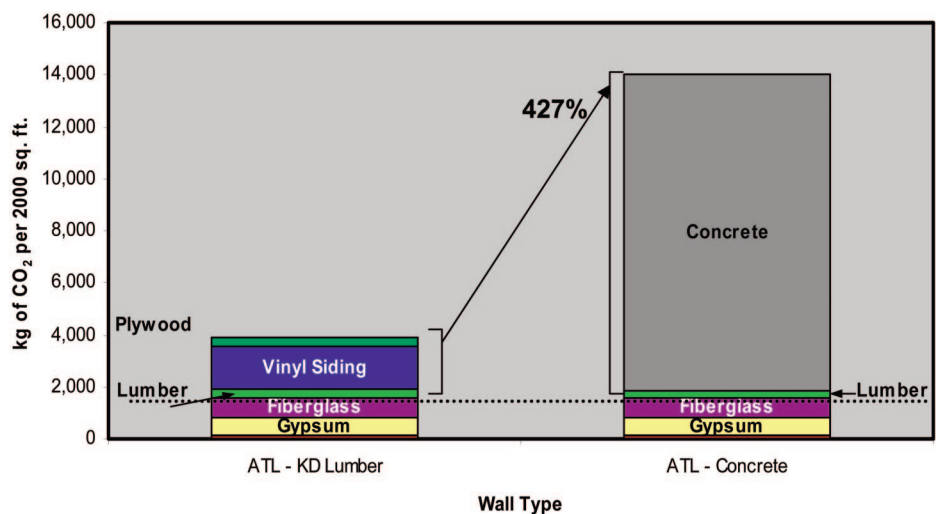 16,000
14,000
12,000
10,000
8,000
6,000
4,000
2,000
0
kg of CO₂ per 2000 sq. ft.
427%
Concrete
Plywood
Vinyl Siding
Lumber
Lumber
Fiberglass
Fiberglass
Gypsum
Gypsum
ATL - KD Lumber
ATL - Concrete
Wall Type